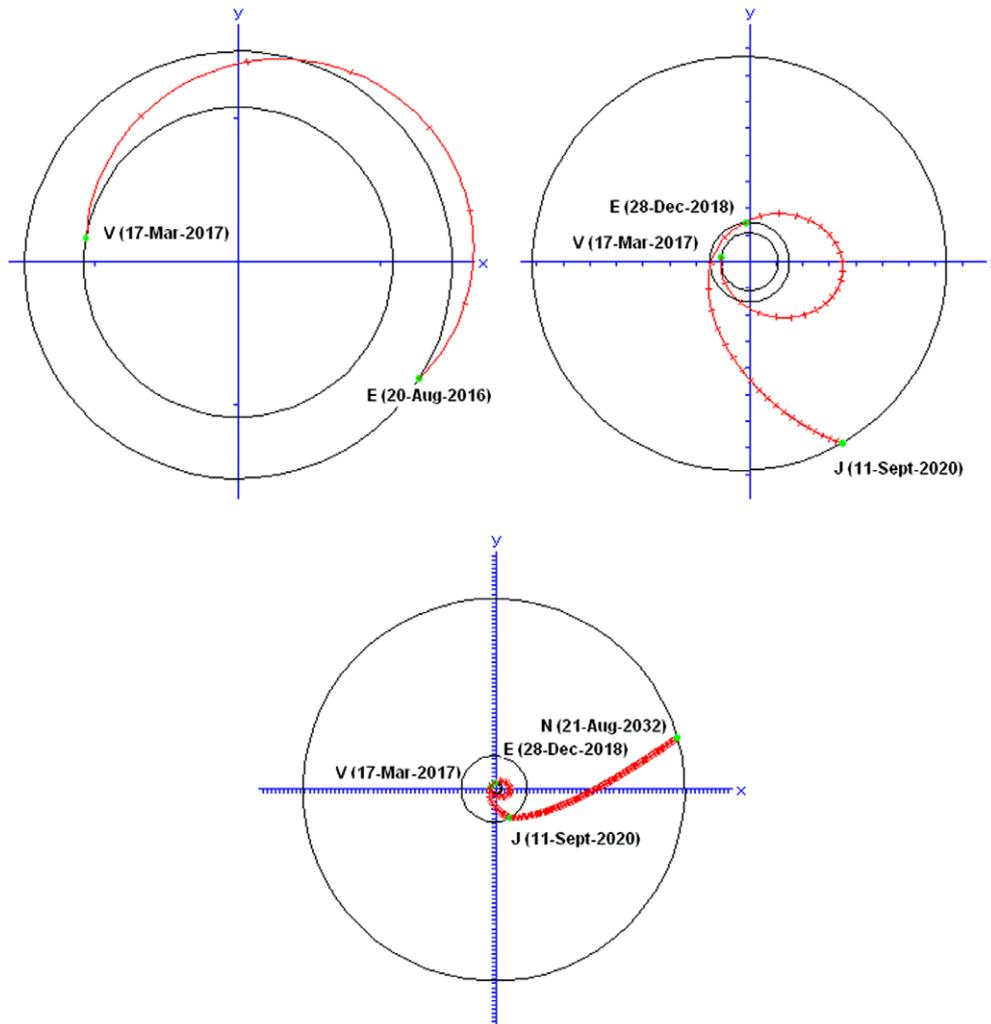 y
x
V (17-Mar-2017)
E (20-Aug-2016)
y
E (28-Dec-2018)
V (17-Mar-2017)
J (11-Sept-2020)
y
x
N (21-Aug-2032)
E (28-Dec-2018)
V (17-Mar-2017)
J (11-Sept-2020)